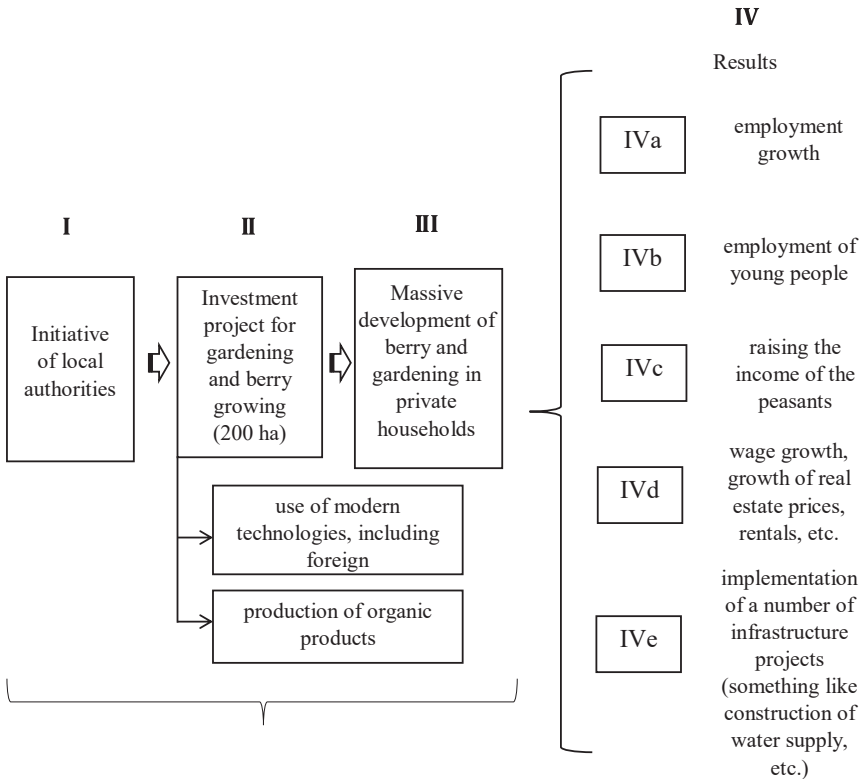 I
Initiative
of local
authorities
II
Investment
project for
gardening
and berry
growing
(200 ha)
use of modern
technologies, including
foreign
production of organic
products
III
Massive
development of
berry and
gardening in
private
households
IV
Results
IVa
employment
growth
IVb
employment of
young people
IVc
raising the
income of the
peasants
IVd
wage growth,
growth of real
estate prices,
rentals, etc.
IVe
implementation
of a number of
infrastructure
projects
(something like
construction of
water supply,
etc.)